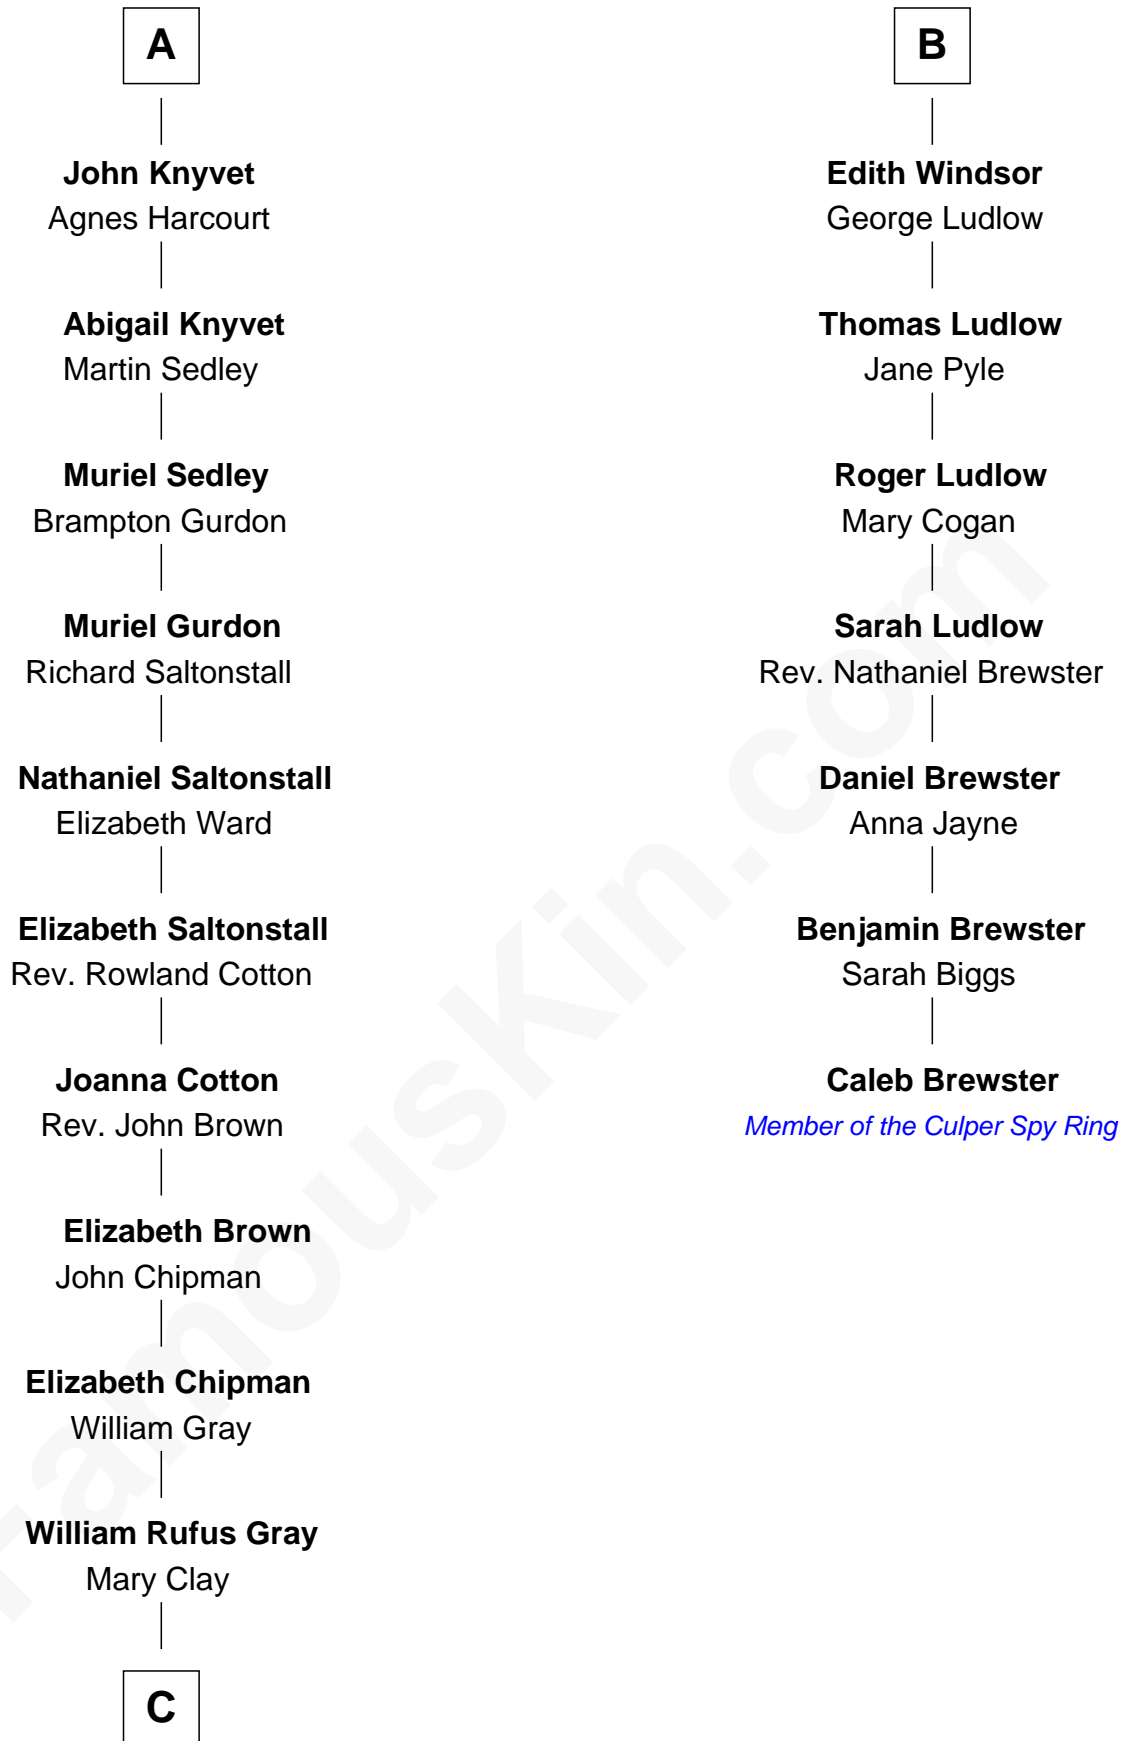 A
John Knyvet
Agnes Harcourt
Abigail Knyvet
Martin Sedley
Muriel Sedley
Brampton Gurdon
Muriel Gurdon
Richard Saltonstall
Nathaniel Saltonstall
Elizabeth Ward
Elizabeth Saltonstall
Rev. Rowland Cotton
Joanna Cotton
Rev. John Brown
Elizabeth Brown
John Chipman
Elizabeth Chipman
William Gray
William Rufus Gray
Mary Clay
C
B
Edith Windsor
George Ludlow
Thomas Ludlow
Jane Pyle
Roger Ludlow
Mary Cogan
Sarah Ludlow
Rev. Nathaniel Brewster
Daniel Brewster
Anna Jayne
Benjamin Brewster
Sarah Biggs
Caleb Brewster
Member of the Culper Spy Ring
FamousKin.com